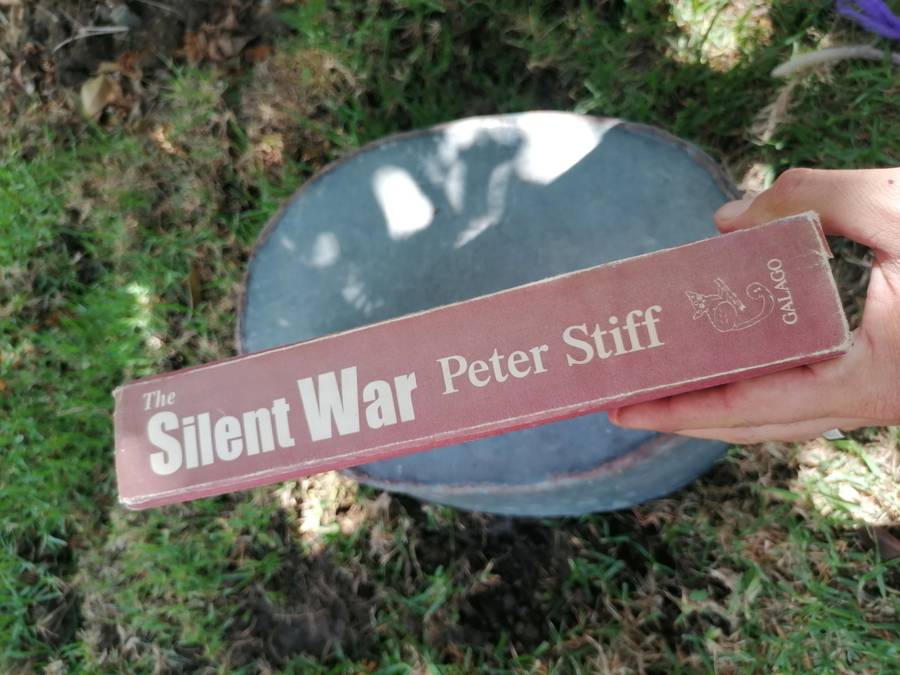 The
Silent War
Peter Stiff
GALAGO